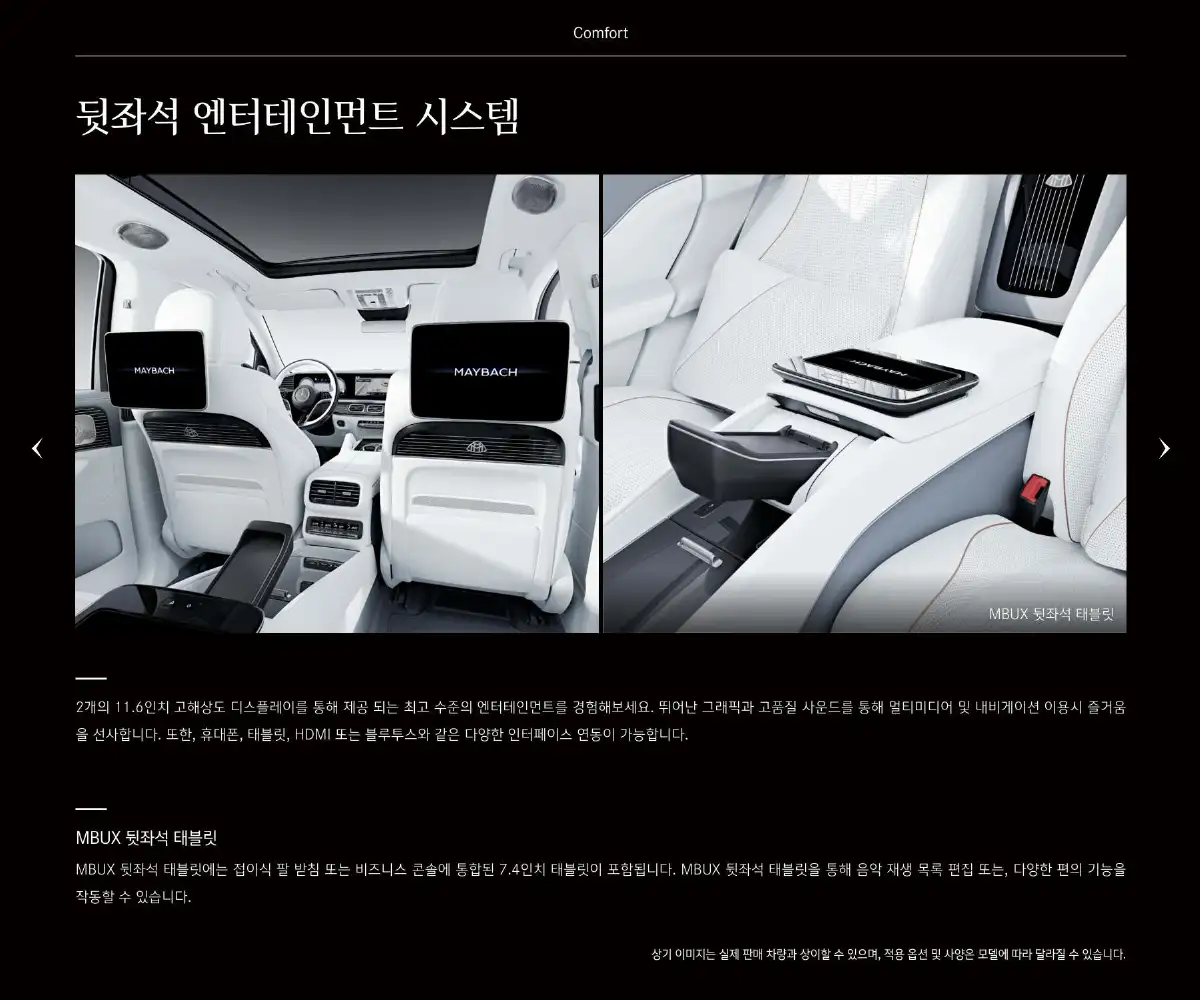 Comfort
뒷좌석 엔터테인먼트 시스템
MAYBACH
MAYBACH
MAYBACH
MBUX 뒷좌석 태블릿
2개의 11.6인치 고해상도 디스플레이를 통해 제공 되는 최고 수준의 엔터테인먼트를 경험해보세요. 뛰어난 그래픽과 고품질 사운드를 통해 멀티미디어 및 내비게이션 이용시 즐거움
을 선사합니다. 또한, 휴대폰, 태블릿, HDMI 또는 블루투스와 같은 다양한 인터페이스 연동이 가능합니다.
MBUX 뒷좌석 태블릿
MBUX 뒷좌석 태블릿에는 접이식 팔 받침 또는 비즈니스 콘솔에 통합된 7.4인치 태블릿이 포함됩니다. MBUX 뒷좌석 태블릿을 통해 음악 재생 목록 편집 또는, 다양한 편의 기능을
작동할 수 있습니다.
상기 이미지는 실제 판매 차량과 상이할 수 있으며, 적용 옵션 및 사양은 모델에 따라 달라질 수 있습니다.